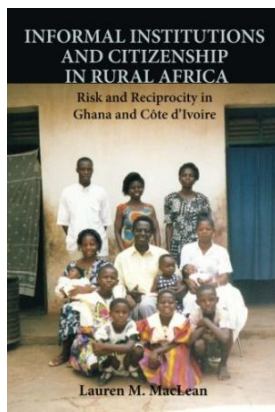 INFORMAL INSTITUTIONS
AND CITIZENSHIP
IN RURAL AFRICA
Risk and Reciprocity in
Ghana and Côte d'Ivoire
Lauren M. MacLean